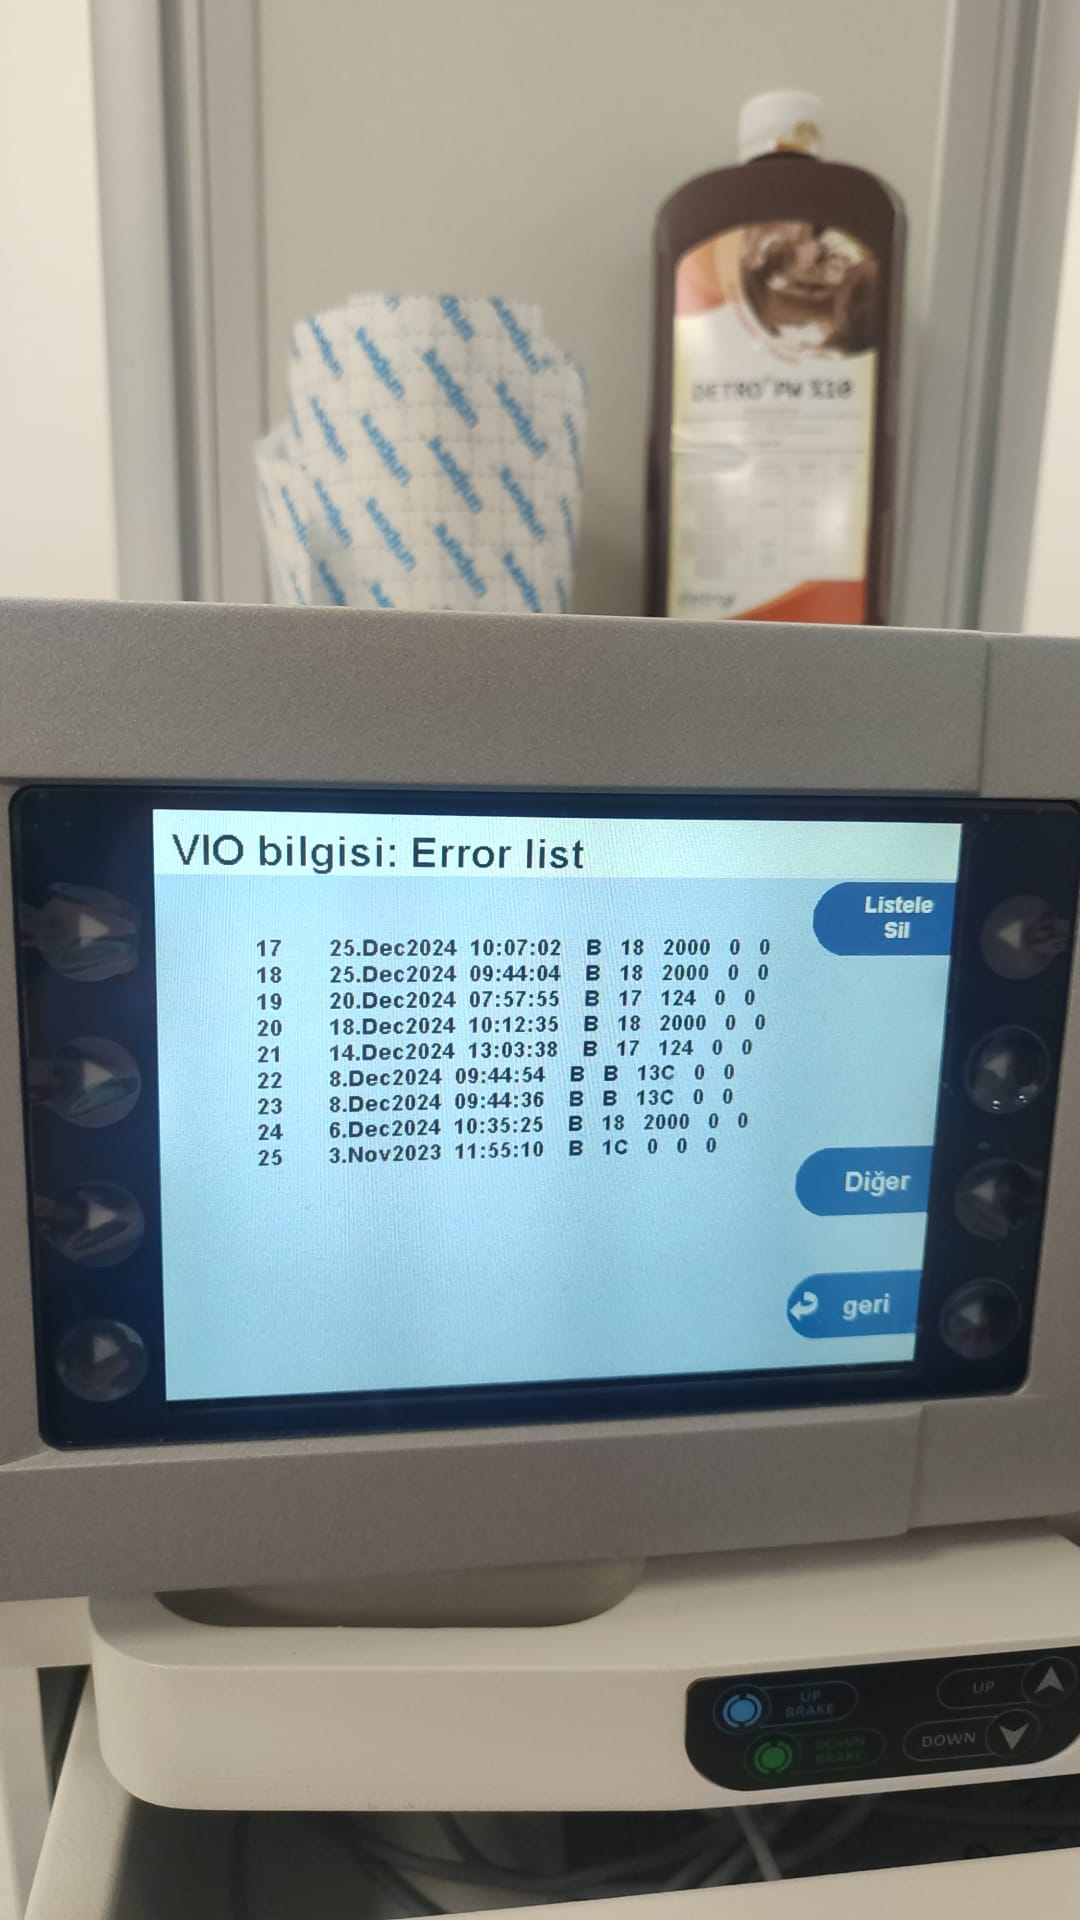 DETRO PW %10
VIO bilgisi: Error list
Listele
Sil
17 25.Dec2024 10:07:02 B 18 2000 0 0
18 25.Dec2024 09:44:04 B 18 2000 0 0
19 20.Dec2024 07:57:55 B 17 124 0 0
20 18.Dec2024 10:12:35 B 18 2000 0 0
21 14.Dec2024 13:03:38 B 17 124 0 0
22 8.Dec2024 09:44:54 B B 13C 0 0
23 8.Dec2024 09:44:36 B B 13C 0 0
24 6.Dec2024 10:35:25 B 18 2000 0 0
25 3.Nov2023 11:55:10 B 1C 0 0 0
Diğer
geri
UP
BRAKE
UP
DOWN
BRAKE
DOWN